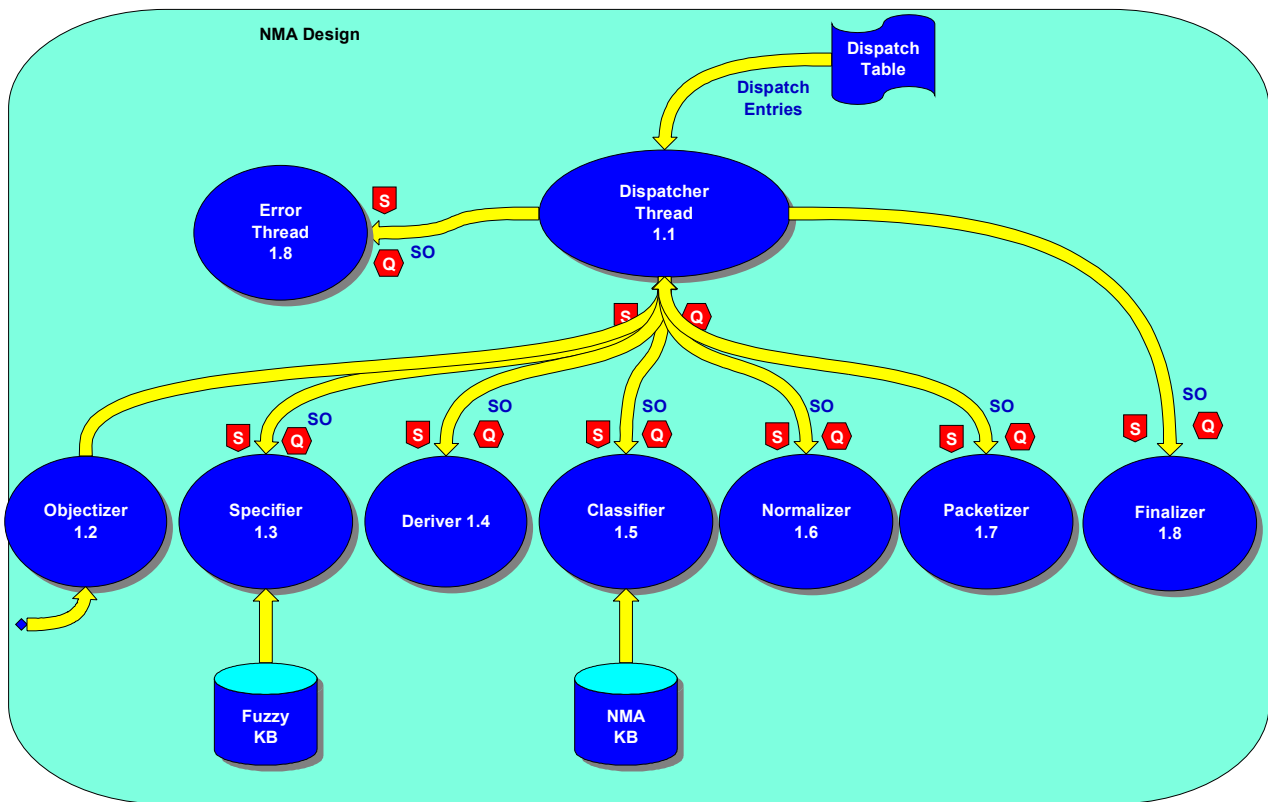 NMA Design
Dispatch
Table
Dispatch
Entries
Dispatcher
Thread
1.1
Error
Thread
1.8
S
SO
Q
S
Q
SO
S
Q
SO
S
Q
SO
S
Q
SO
S
Q
SO
S
Q
SO
S
Q
Objectizer
1.2
Specifier
1.3
Deriver 1.4
Classifier
1.5
Normalizer
1.6
Packetizer
1.7
Finalizer
1.8
Fuzzy
KB
NMA
KB